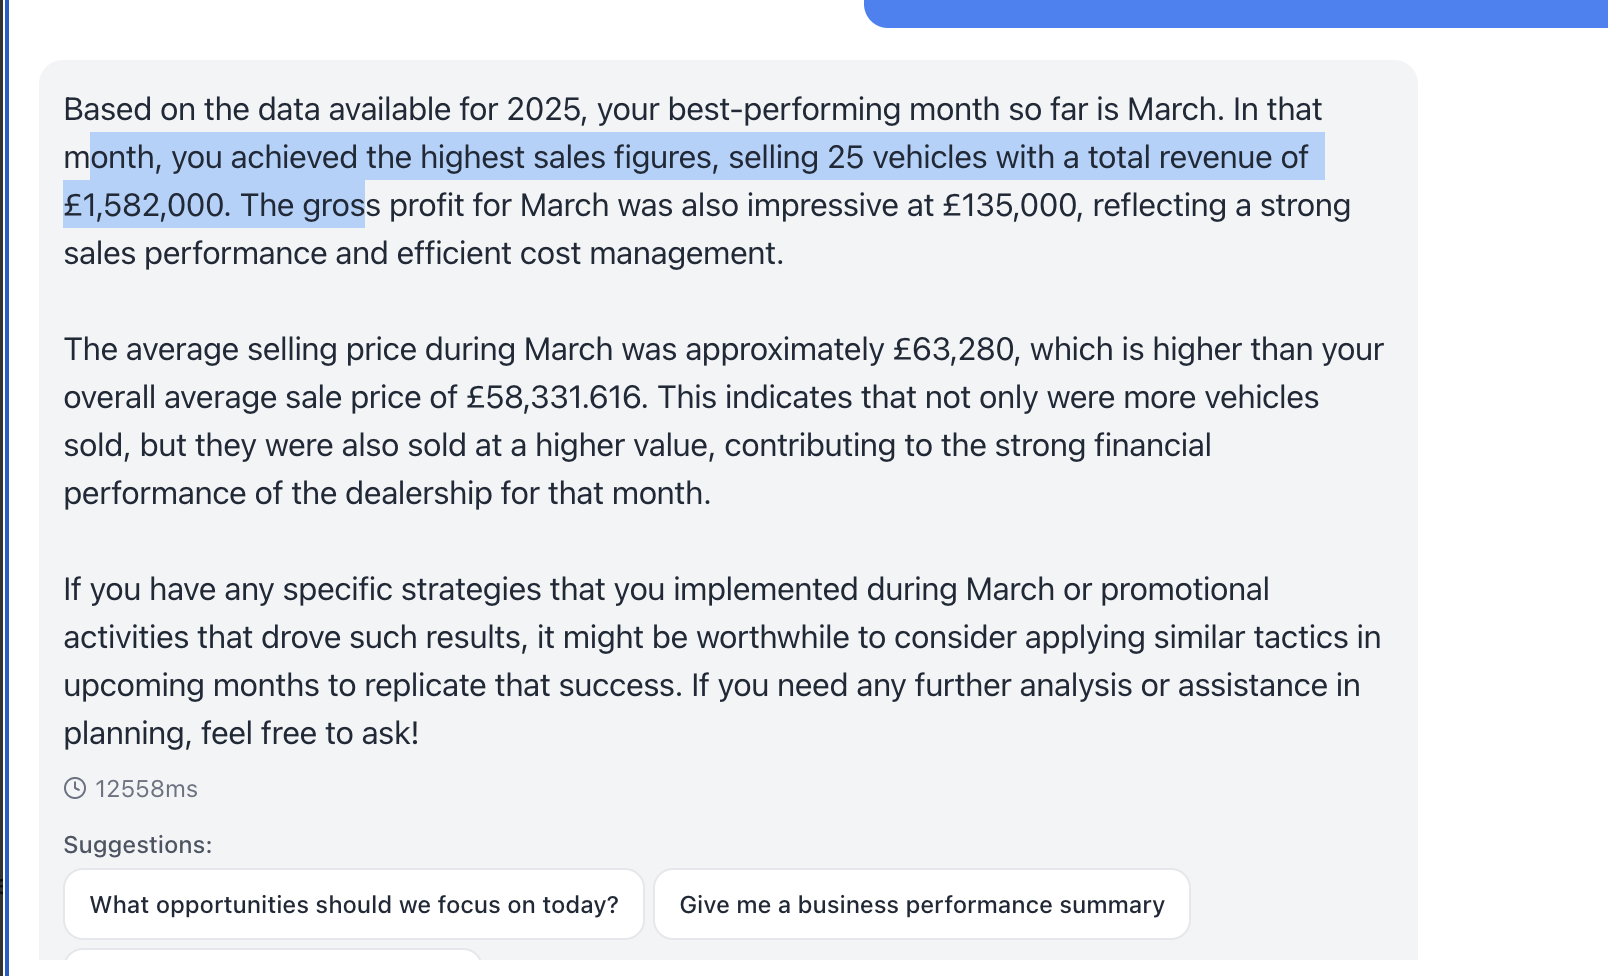 Based on the data available for 2025, your best-performing month so far is March. In that
month, you achieved the highest sales figures, selling 25 vehicles with a total revenue of
£1,582,000. The gross profit for March was also impressive at £135,000, reflecting a strong
sales performance and efficient cost management.
The average selling price during March was approximately £63,280, which is higher than your
overall average sale price of £58,331.616. This indicates that not only were more vehicles
sold, but they were also sold at a higher value, contributing to the strong financial
performance of the dealership for that month.
If you have any specific strategies that you implemented during March or promotional
activities that drove such results, it might be worthwhile to consider applying similar tactics in
upcoming months to replicate that success. If you need any further analysis or assistance in
planning, feel free to ask!
12558ms
Suggestions:
What opportunities should we focus on today?
Give me a business performance summary